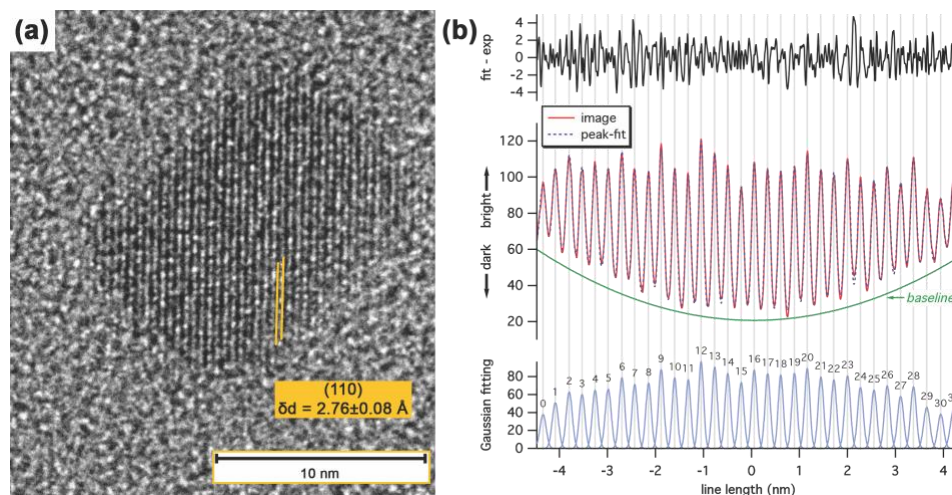 (a)
(110)
δd = 2.76±0.08 Å
10 nm
(b)
fit - exp
4
2
0
-2
-4
image
peak-fit
dark bright
120
100
80
60
40
20
baseline
Gaussian fitting
80
60
40
20
0
0 1 2 3 4 5 6 7 8 9 10 11 12 13 14 15 16 17 18 19 20 21 22 23 24 25 26 27 28 29 30 3
-4 -3 -2 -1 0 1 2 3 4
line length (nm)